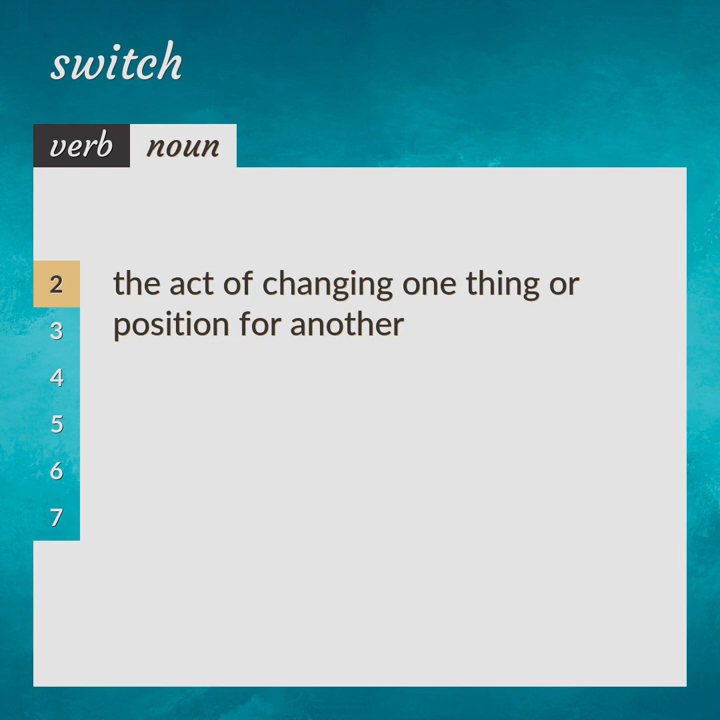 switch
verb noun
2 the act of changing one thing or
position for another
3
4
5
6
7